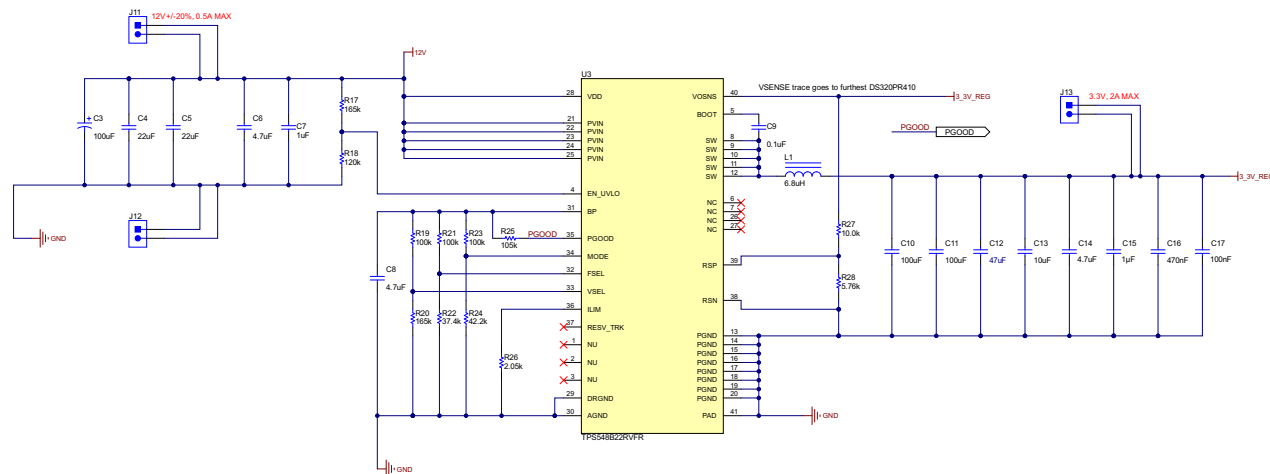 J11
12V +/-20%, 0.5A MAX
12V
C3
100uF
C4
22uF
C5
22uF
C6
4.7uF
C7
1uF
R17
165k
R18
120k
GND
J12
U3
28
VDD
21
PVIN
22
PVIN
23
PVIN
24
PVIN
25
PVIN
4
EN_UVLO
31
BP
35
PGOOD
34
MODE
32
FSEL
33
VSEL
36
ILIM
37
RESV_TRK
1
NU
2
NU
3
NU
29
DRGND
30
AGND
VOSNS
40
BOOT
5
SW
8
SW
9
SW
10
SW
11
SW
12
NC
6
NC
7
NC
26
NC
27
RSP
39
RSN
38
PGND
13
PGND
14
PGND
15
PGND
16
PGND
17
PGND
18
PGND
19
PGND
20
PAD
41
TPS548B22RVFR
C8
4.7uF
R19
100k
R21
100k
R23
100k
R25
105k
PGOOD
R20
165k
R22
37.4k
R24
42.2k
R26
2.05k
GND
VSENSE trace goes to furthest DS320PR410
3_3V_REG
C9
0.1uF
L1
6.8uH
PGOOD
PGOOD
J13
3.3V, 2A MAX
3_3V_REG
R27
10.0k
R28
5.76k
C10
100uF
C11
100uF
C12
47uF
C13
10uF
C14
4.7uF
C15
1µF
C16
470nF
C17
100nF
GND